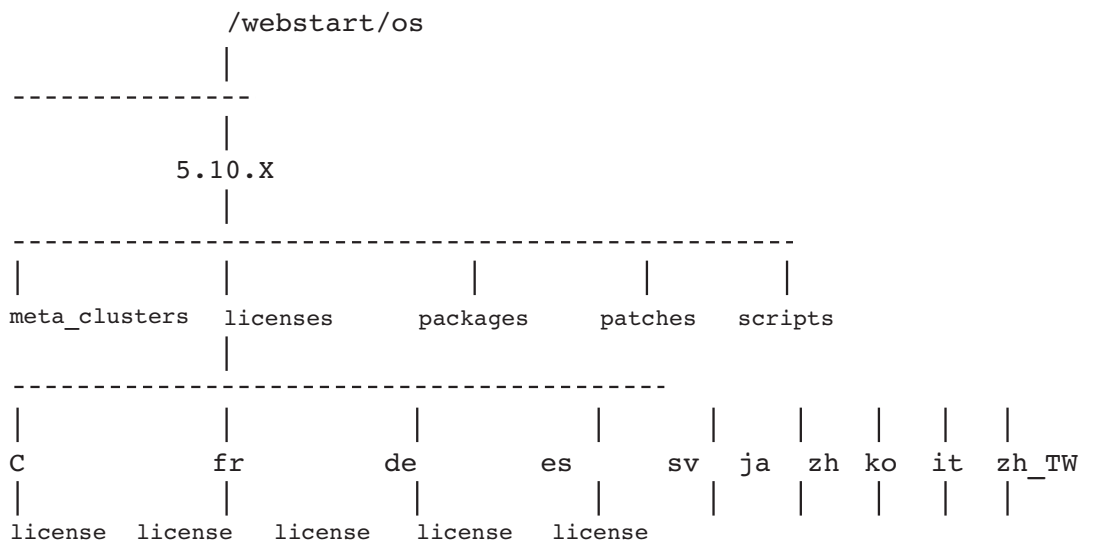 /webstart/os
|
---------------
|
5.10.X
|
-------------------------------------------------
| | | | |
meta_clusters licenses packages patches scripts
|
-----------------------------------------
| | | | | | | | |
C fr de es sv ja zh ko it zh_TW
| | | | | | | | |
license license license license license